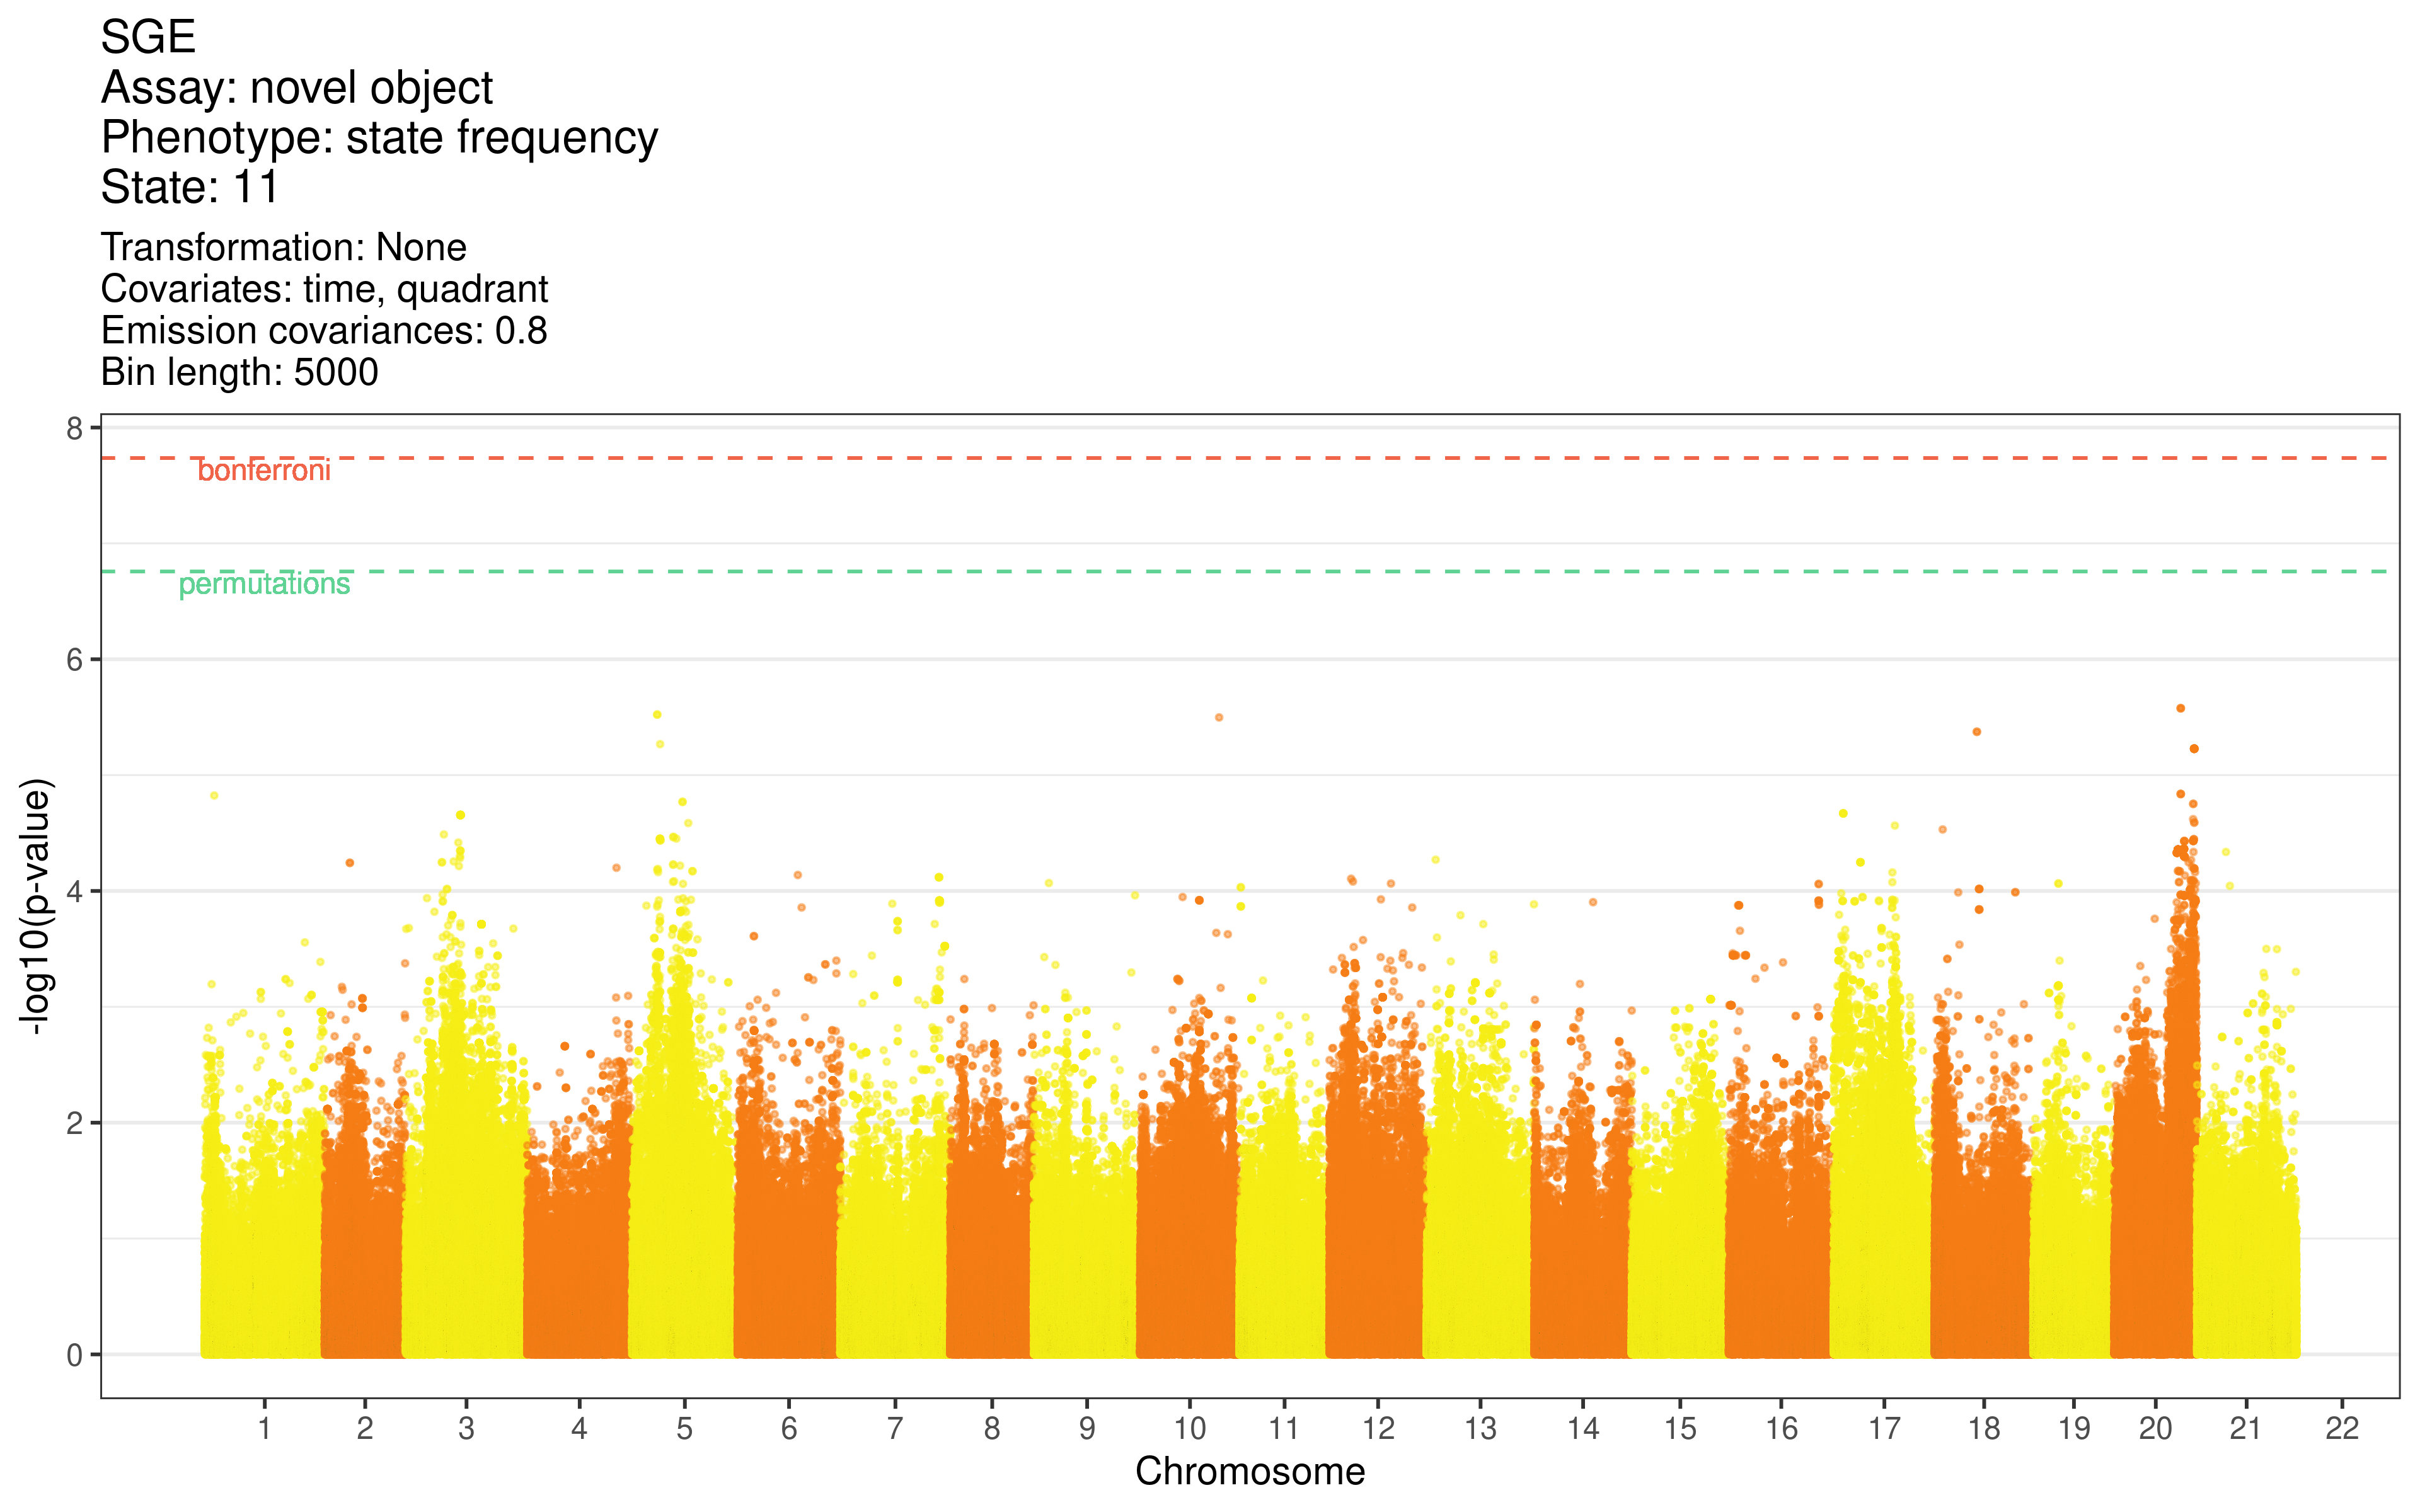 SGE
Assay: novel object
Phenotype: state frequency
State: 11
Transformation: None
Covariates: time, quadrant
Emission covariances: 0.8
Bin length: 5000
8
bonferroni
permutations
6
4
2
0
-log10(p-value)
1 2 3 4 5 6 7 8 9 10 11 12 13 14 15 16 17 18 19 20 21 22
Chromosome